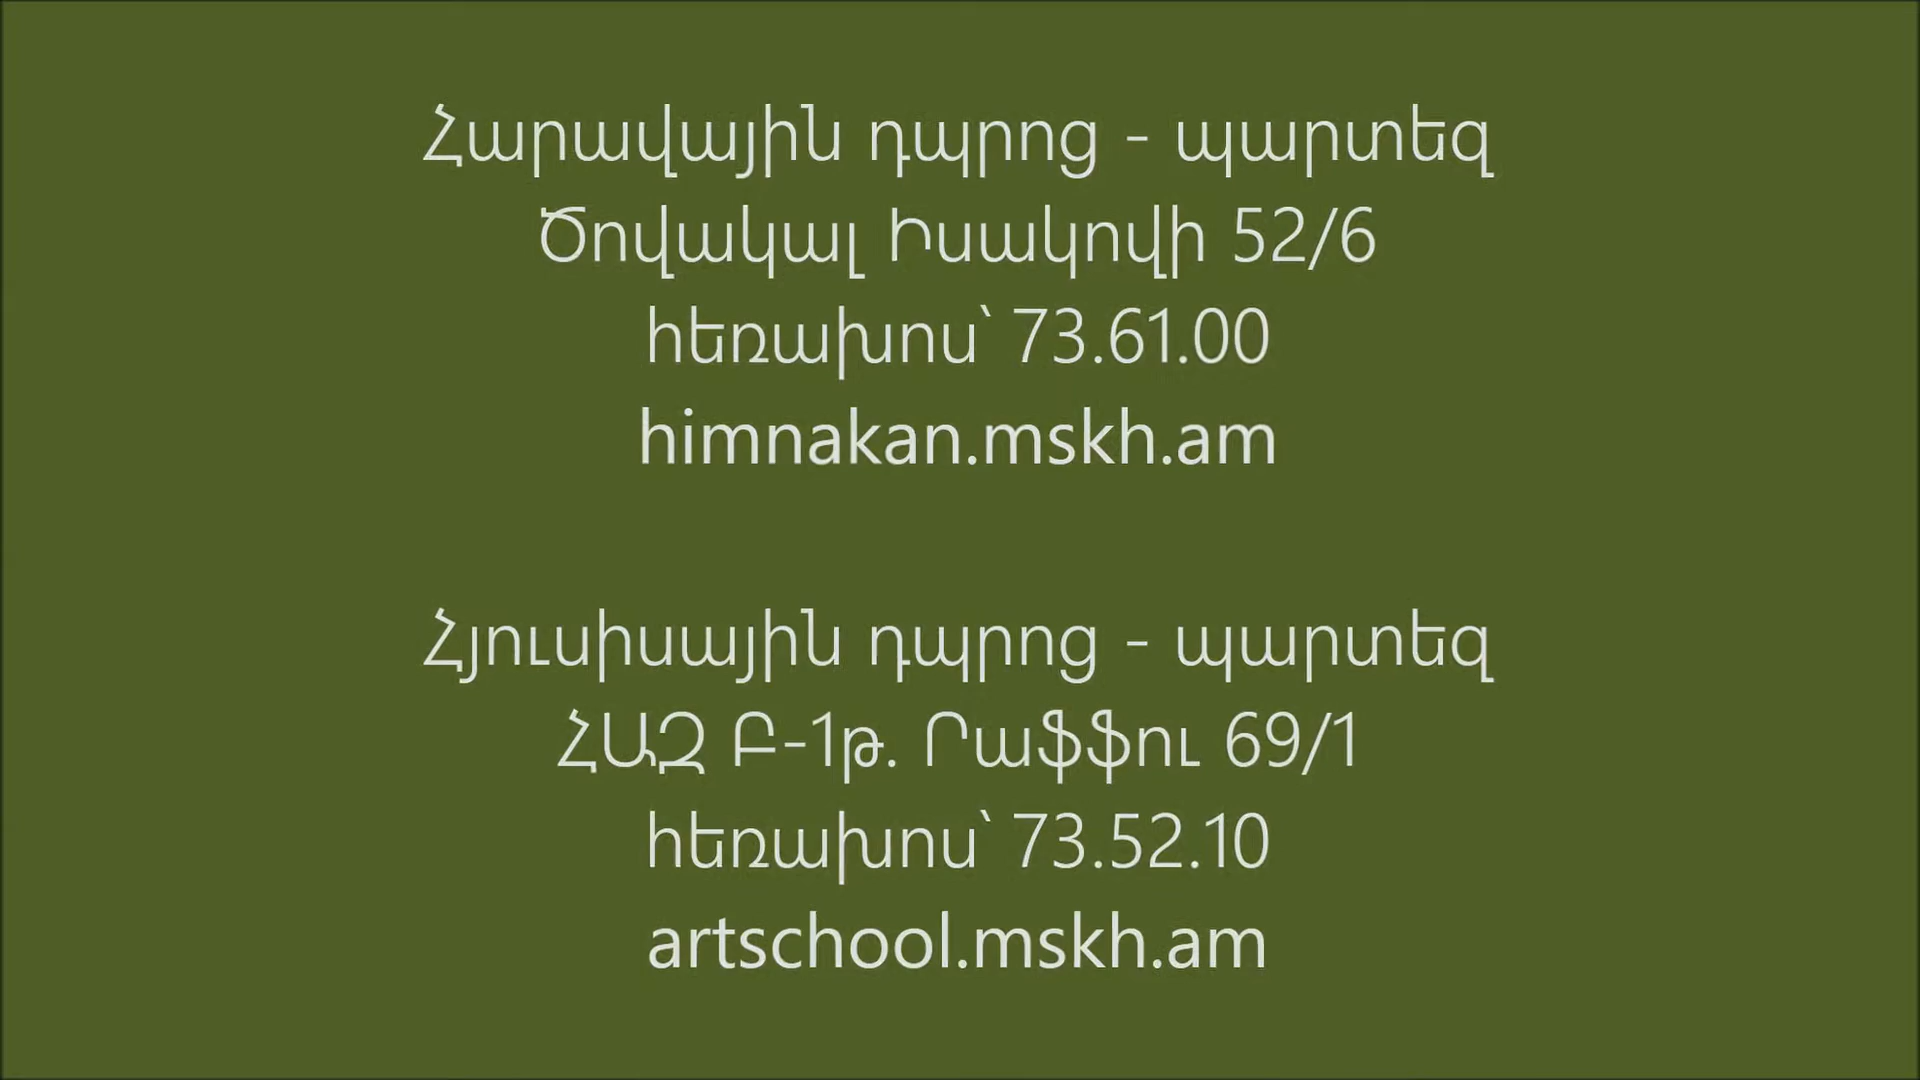 Հարավային դպրոց - պարտեզ
Ծովակալ Իսակովի 52/6
հեռախոս՝ 73.61.00
himnakan.mskh.am
Հյուսիսային դպրոց - պարտեզ
ՀԱԶ Բ-1թ. Րաֆֆու 69/1
հեռախոս՝ 73.52.10
artschool.mskh.am